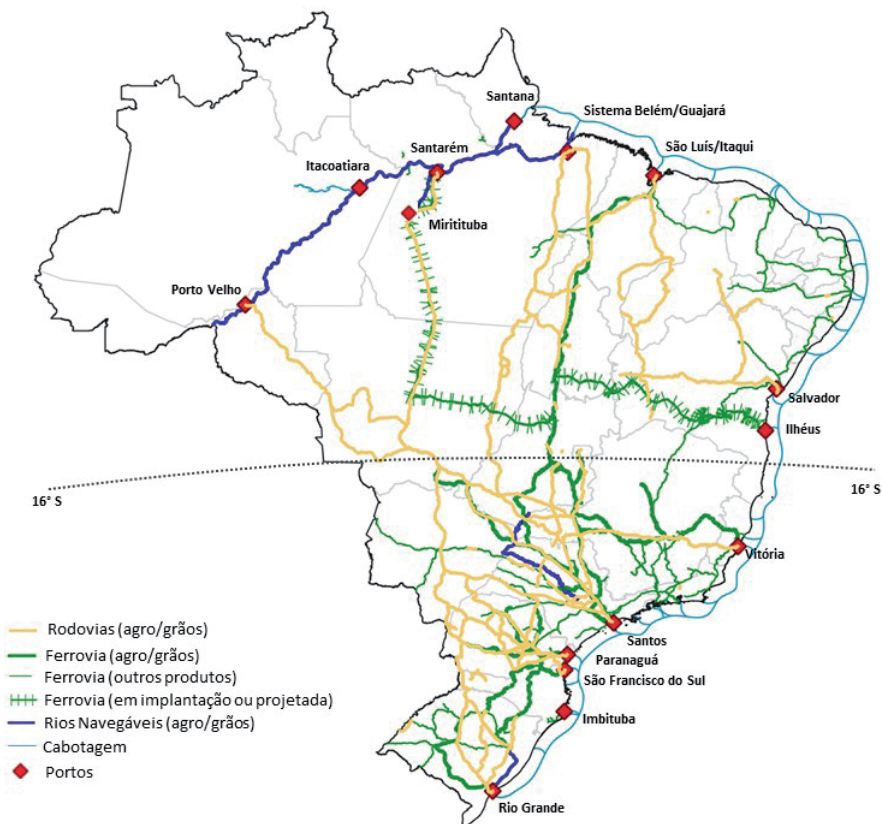 Santana
Sistema Belém/Guajará
Santarém
São Luís/Itaqui
Itacoatiara
Miritituba
Porto Velho
Salvador
Ilhéus
16° S
16° S
Vitória
Santos
Paranaguá
São Francisco do Sul
Imbituba
Rio Grande
Rodovias (agro/grãos)
Ferrovia (agro/grãos)
Ferrovia (outros produtos)
Ferrovia (em implantação ou projetada)
Rios Navegáveis (agro/grãos)
Cabotagem
Portos